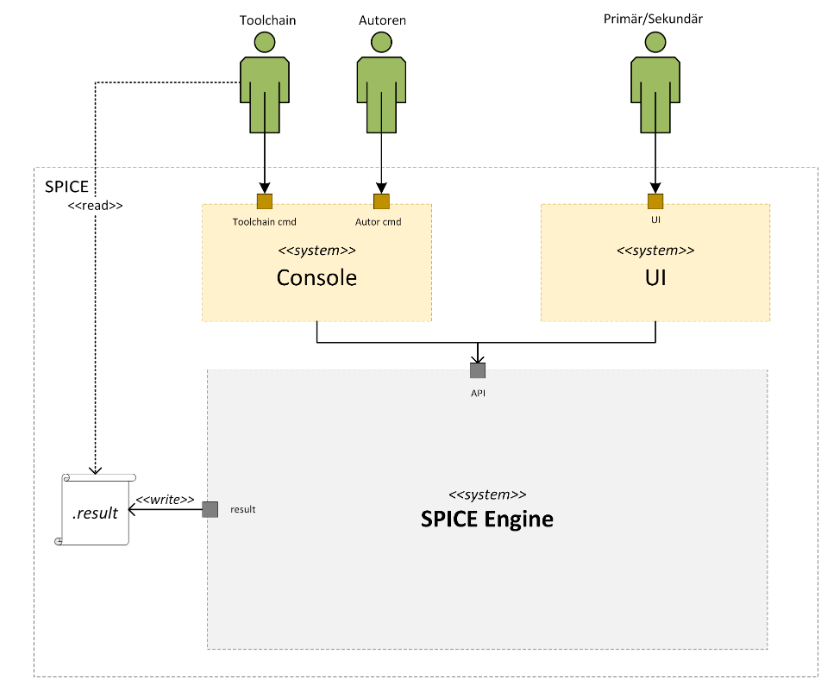 Toolchain
Autoren
Primär/Sekundär
SPICE
<<read>>
Toolchain cmd
Autor cmd
UI
<<system>>
Console
<<system>>
UI
API
<<system>>
SPICE Engine
<<write>>
.result
result